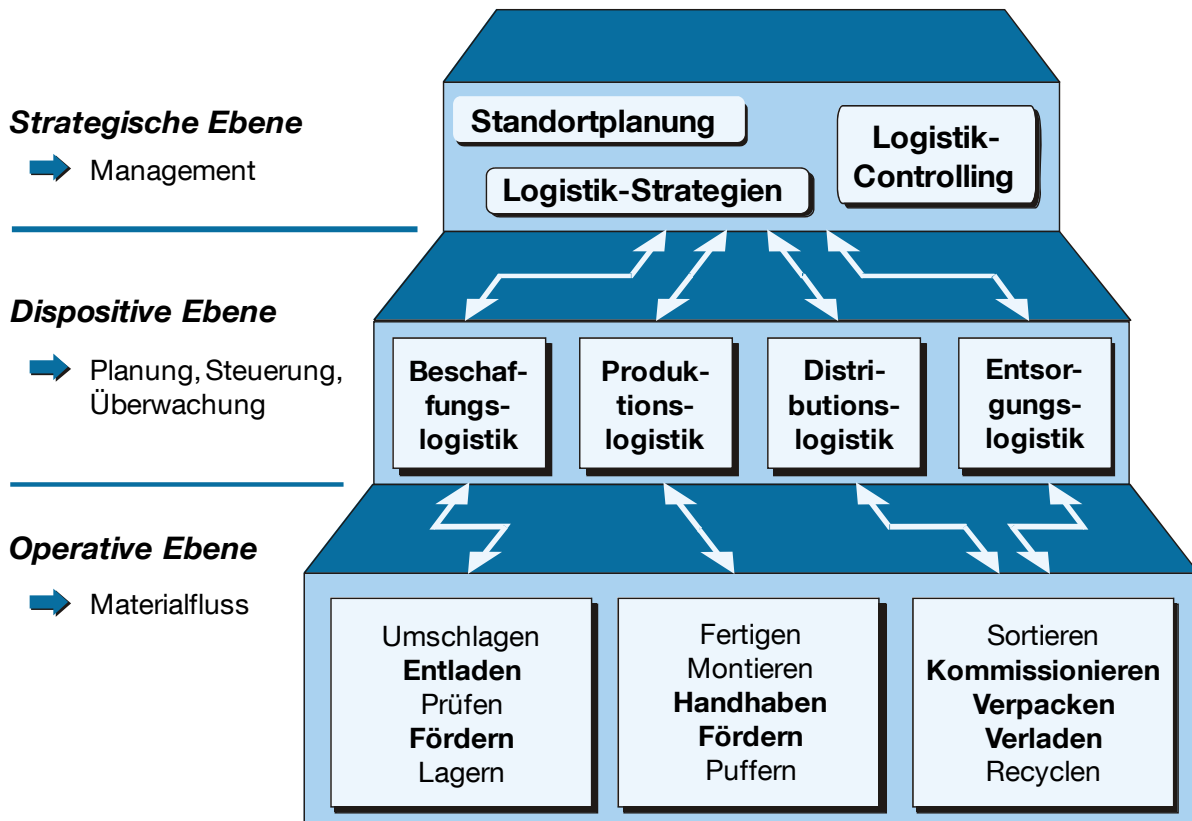 Strategische Ebene
Management
Standortplanung
Logistik-
Controlling
Logistik-Strategien
Dispositive Ebene
Planung, Steuerung,
Überwachung
Beschaf-
fungs-
logistik
Produk-
tions-
logistik
Distri-
butions-
logistik
Entsor-
gungs-
logistik
Operative Ebene
Materialfluss
Umschlagen
Entladen
Prüfen
Fördern
Lagern
Fertigen
Montieren
Handhaben
Fördern
Puffern
Sortieren
Kommissionieren
Verpacken
Verladen
Recyclen